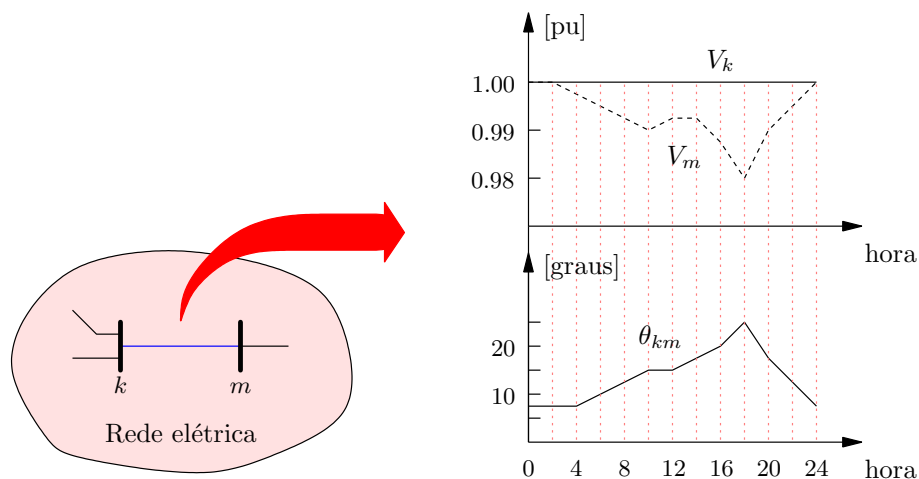 [pu]
V_k
1.00
0.99
V_m
0.98
hora
[graus]
θ_km
20
10
k m
Rede elétrica
0 4 8 12 16 20 24 hora